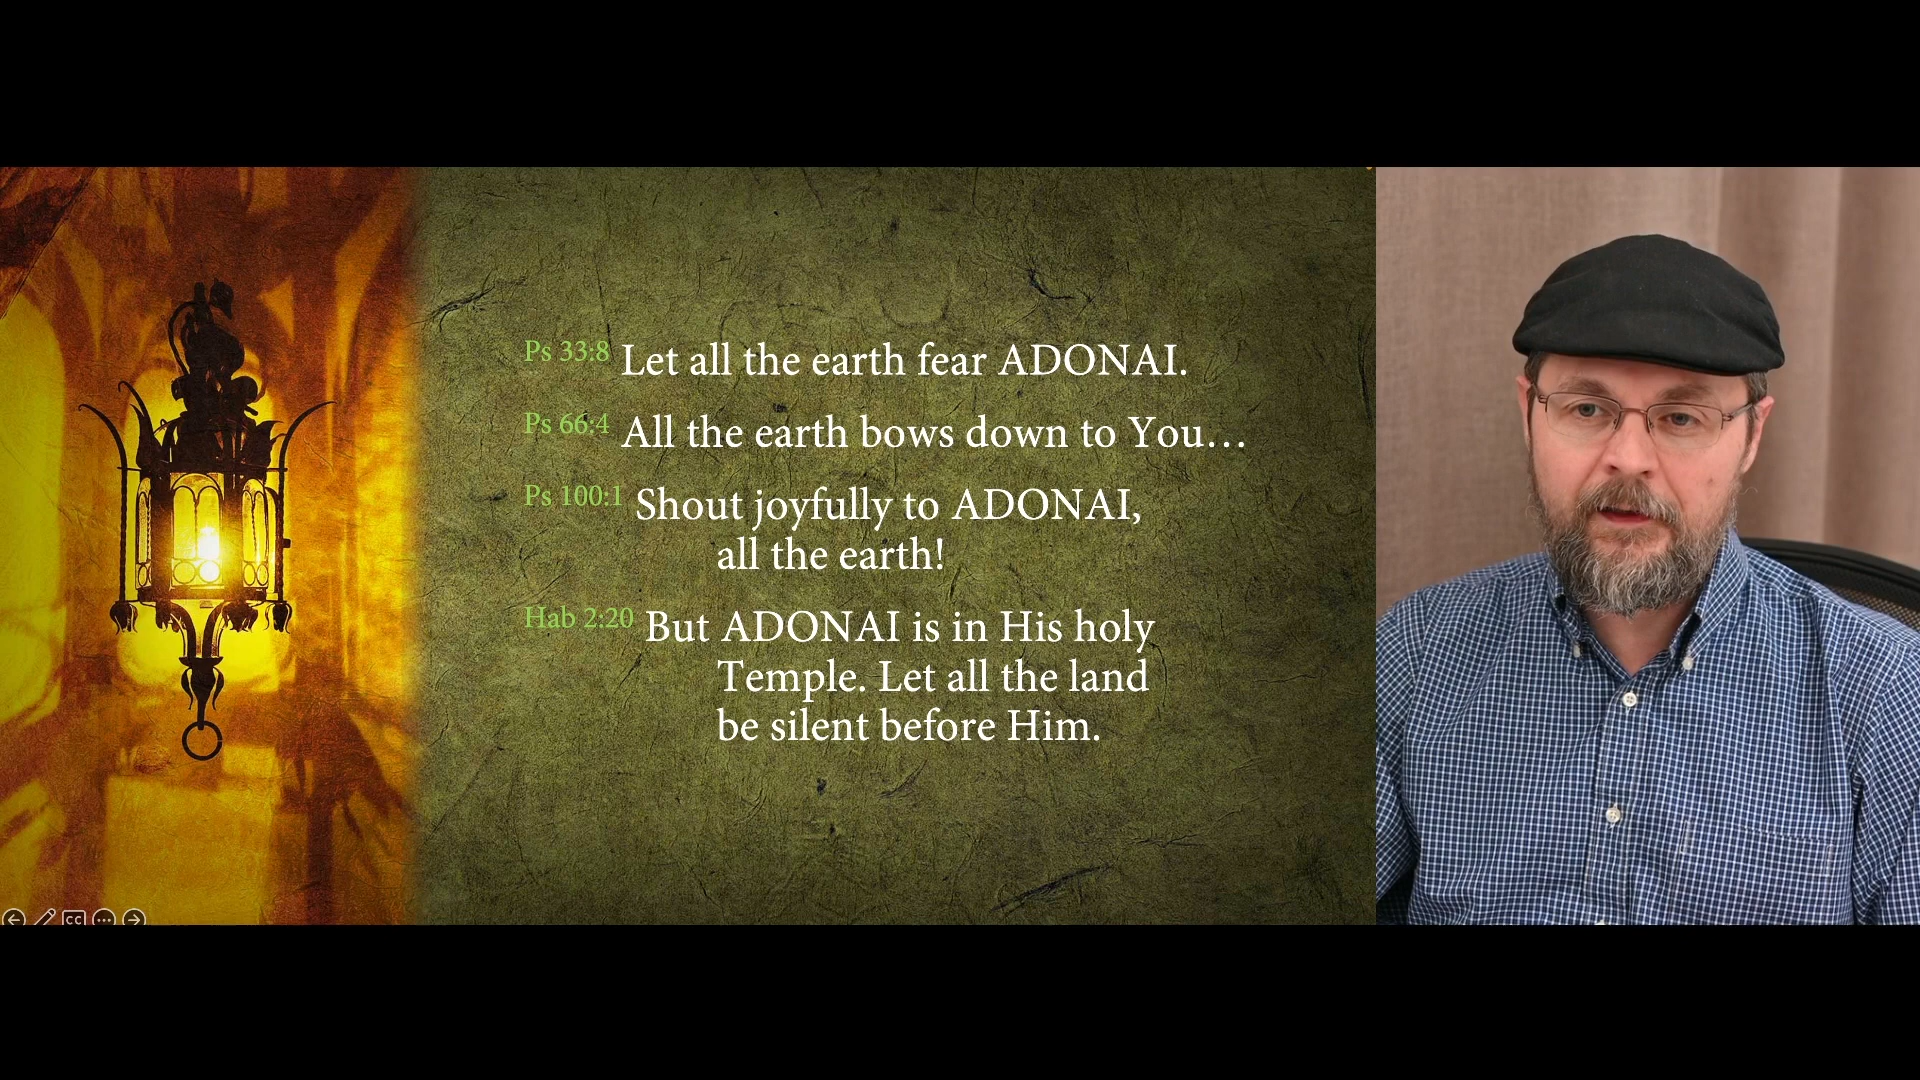 Ps 33:8 Let all the earth fear ADONAI.
Ps 66:4 All the earth bows down to You…
Ps 100:1 Shout joyfully to ADONAI,
all the earth!
Hab 2:20 But ADONAI is in His holy
Temple. Let all the land
be silent before Him.
CC